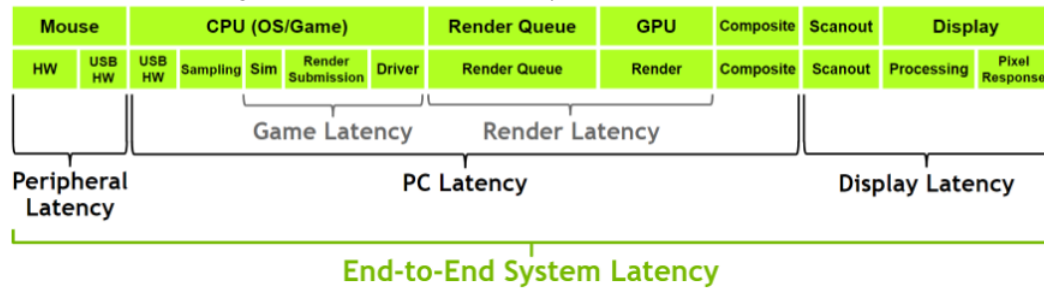 Mouse CPU (OS/Game) Render Queue GPU Composite Scanout Display
HW USB HW USB HW Sampling Sim Render Submission Driver Render Queue Render Composite Scanout Processing Pixel Response
Game Latency Render Latency
Peripheral Latency PC Latency Display Latency
End-to-End System Latency